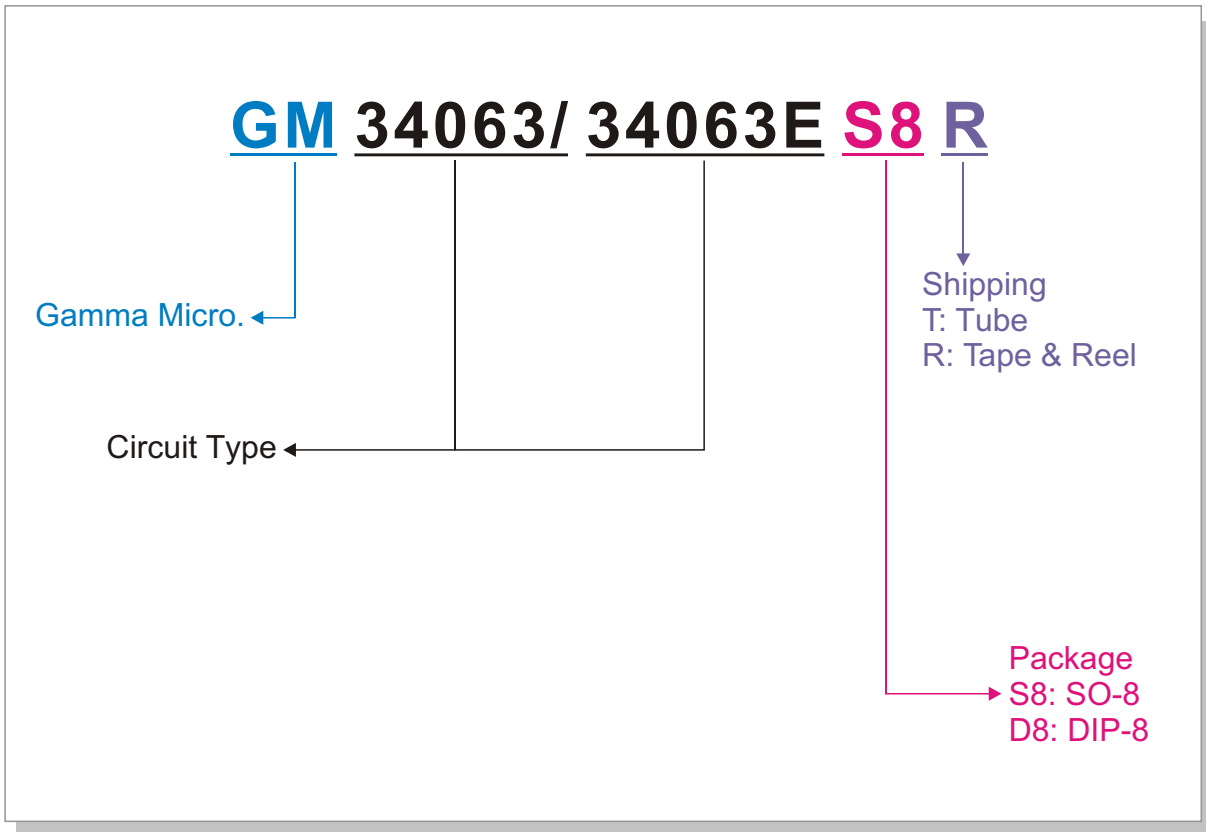 GM 34063/ 34063E S8 R
Shipping
T: Tube
R: Tape & Reel
Gamma Micro.
Circuit Type
Package
S8: SO-8
D8: DIP-8